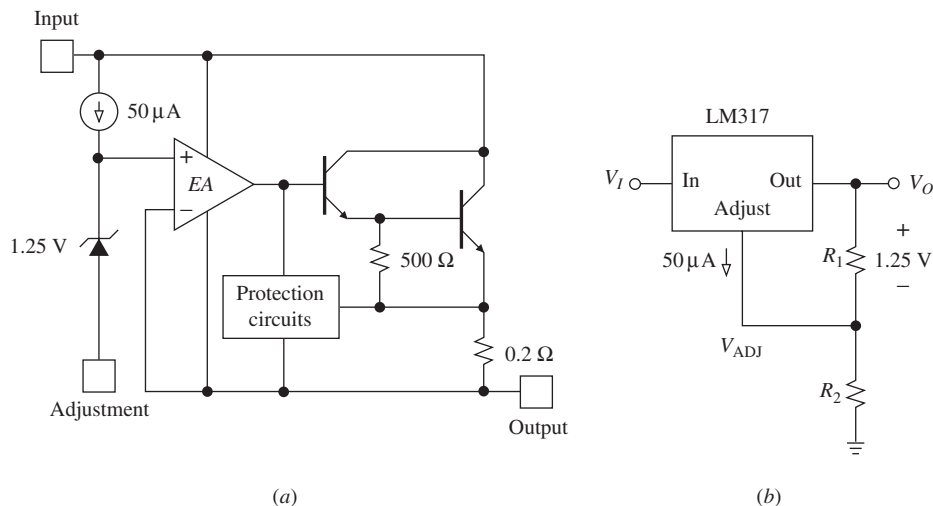 Input
50 μA
+
EA
−
1.25 V
500 Ω
Protection
circuits
0.2 Ω
Adjustment
Output
(a)
LM317
V_I
In
Out
V_O
Adjust
50 μA
R_1
+
1.25 V
−
V_ADJ
R_2
(b)